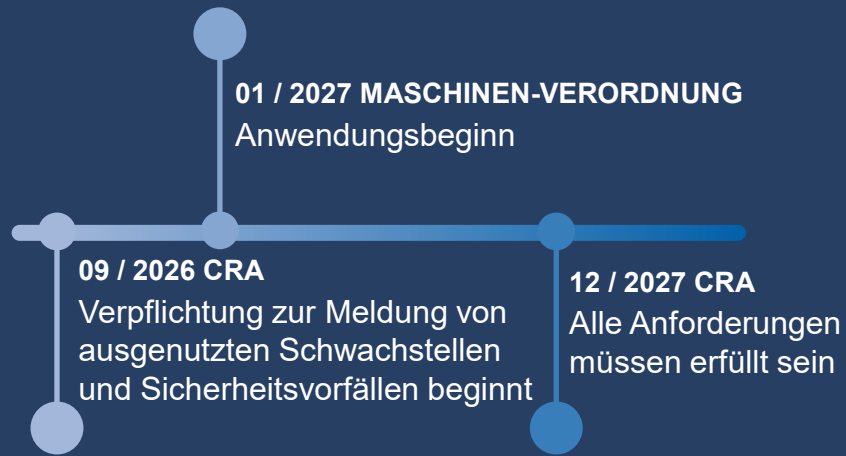 01 / 2027 MASCHINEN-VERORDNUNG
Anwendungsbeginn
09 / 2026 CRA
Verpflichtung zur Meldung von
ausgenutzten Schwachstellen
und Sicherheitsvorfällen beginnt
12 / 2027 CRA
Alle Anforderungen
müssen erfüllt sein